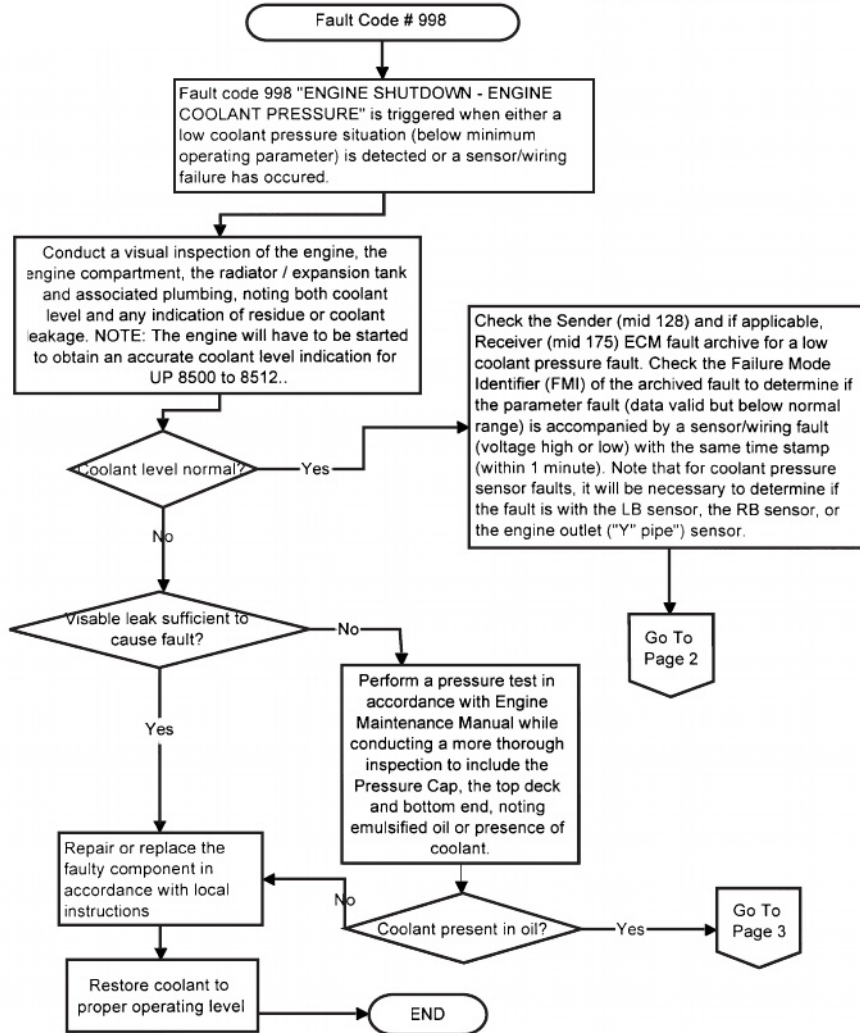 Fault Code # 998
Fault code 998 "ENGINE SHUTDOWN - ENGINE
COOLANT PRESSURE" is triggered when either a
low coolant pressure situation (below minimum
operating parameter) is detected or a sensor/wiring
failure has occured.
Conduct a visual inspection of the engine, the
engine compartment, the radiator / expansion tank
and associated plumbing, noting both coolant
level and any indication of residue or coolant
leakage. NOTE: The engine will have to be started
to obtain an accurate coolant level indication for
UP 8500 to 8512..
Check the Sender (mid 128) and if applicable,
Receiver (mid 175) ECM fault archive for a low
coolant pressure fault. Check the Failure Mode
Identifier (FMI) of the archived fault to determine if
the parameter fault (data valid but below normal
range) is accompanied by a sensor/wiring fault
(voltage high or low) with the same time stamp
(within 1 minute). Note that for coolant pressure
sensor faults, it will be necessary to determine if
the fault is with the LB sensor, the RB sensor, or
the engine outlet ("Y" pipe") sensor.
Coolant level normal?
Yes
No
Go To
Page 2
Visable leak sufficient to
cause fault?
No
Yes
Perform a pressure test in
accordance with Engine
Maintenance Manual while
conducting a more thorough
inspection to include the
Pressure Cap, the top deck
and bottom end, noting
emulsified oil or presence of
coolant.
Repair or replace the
faulty component in
accordance with local
instructions
No
Coolant present in oil?
Yes
Go To
Page 3
Restore coolant to
proper operating level
END